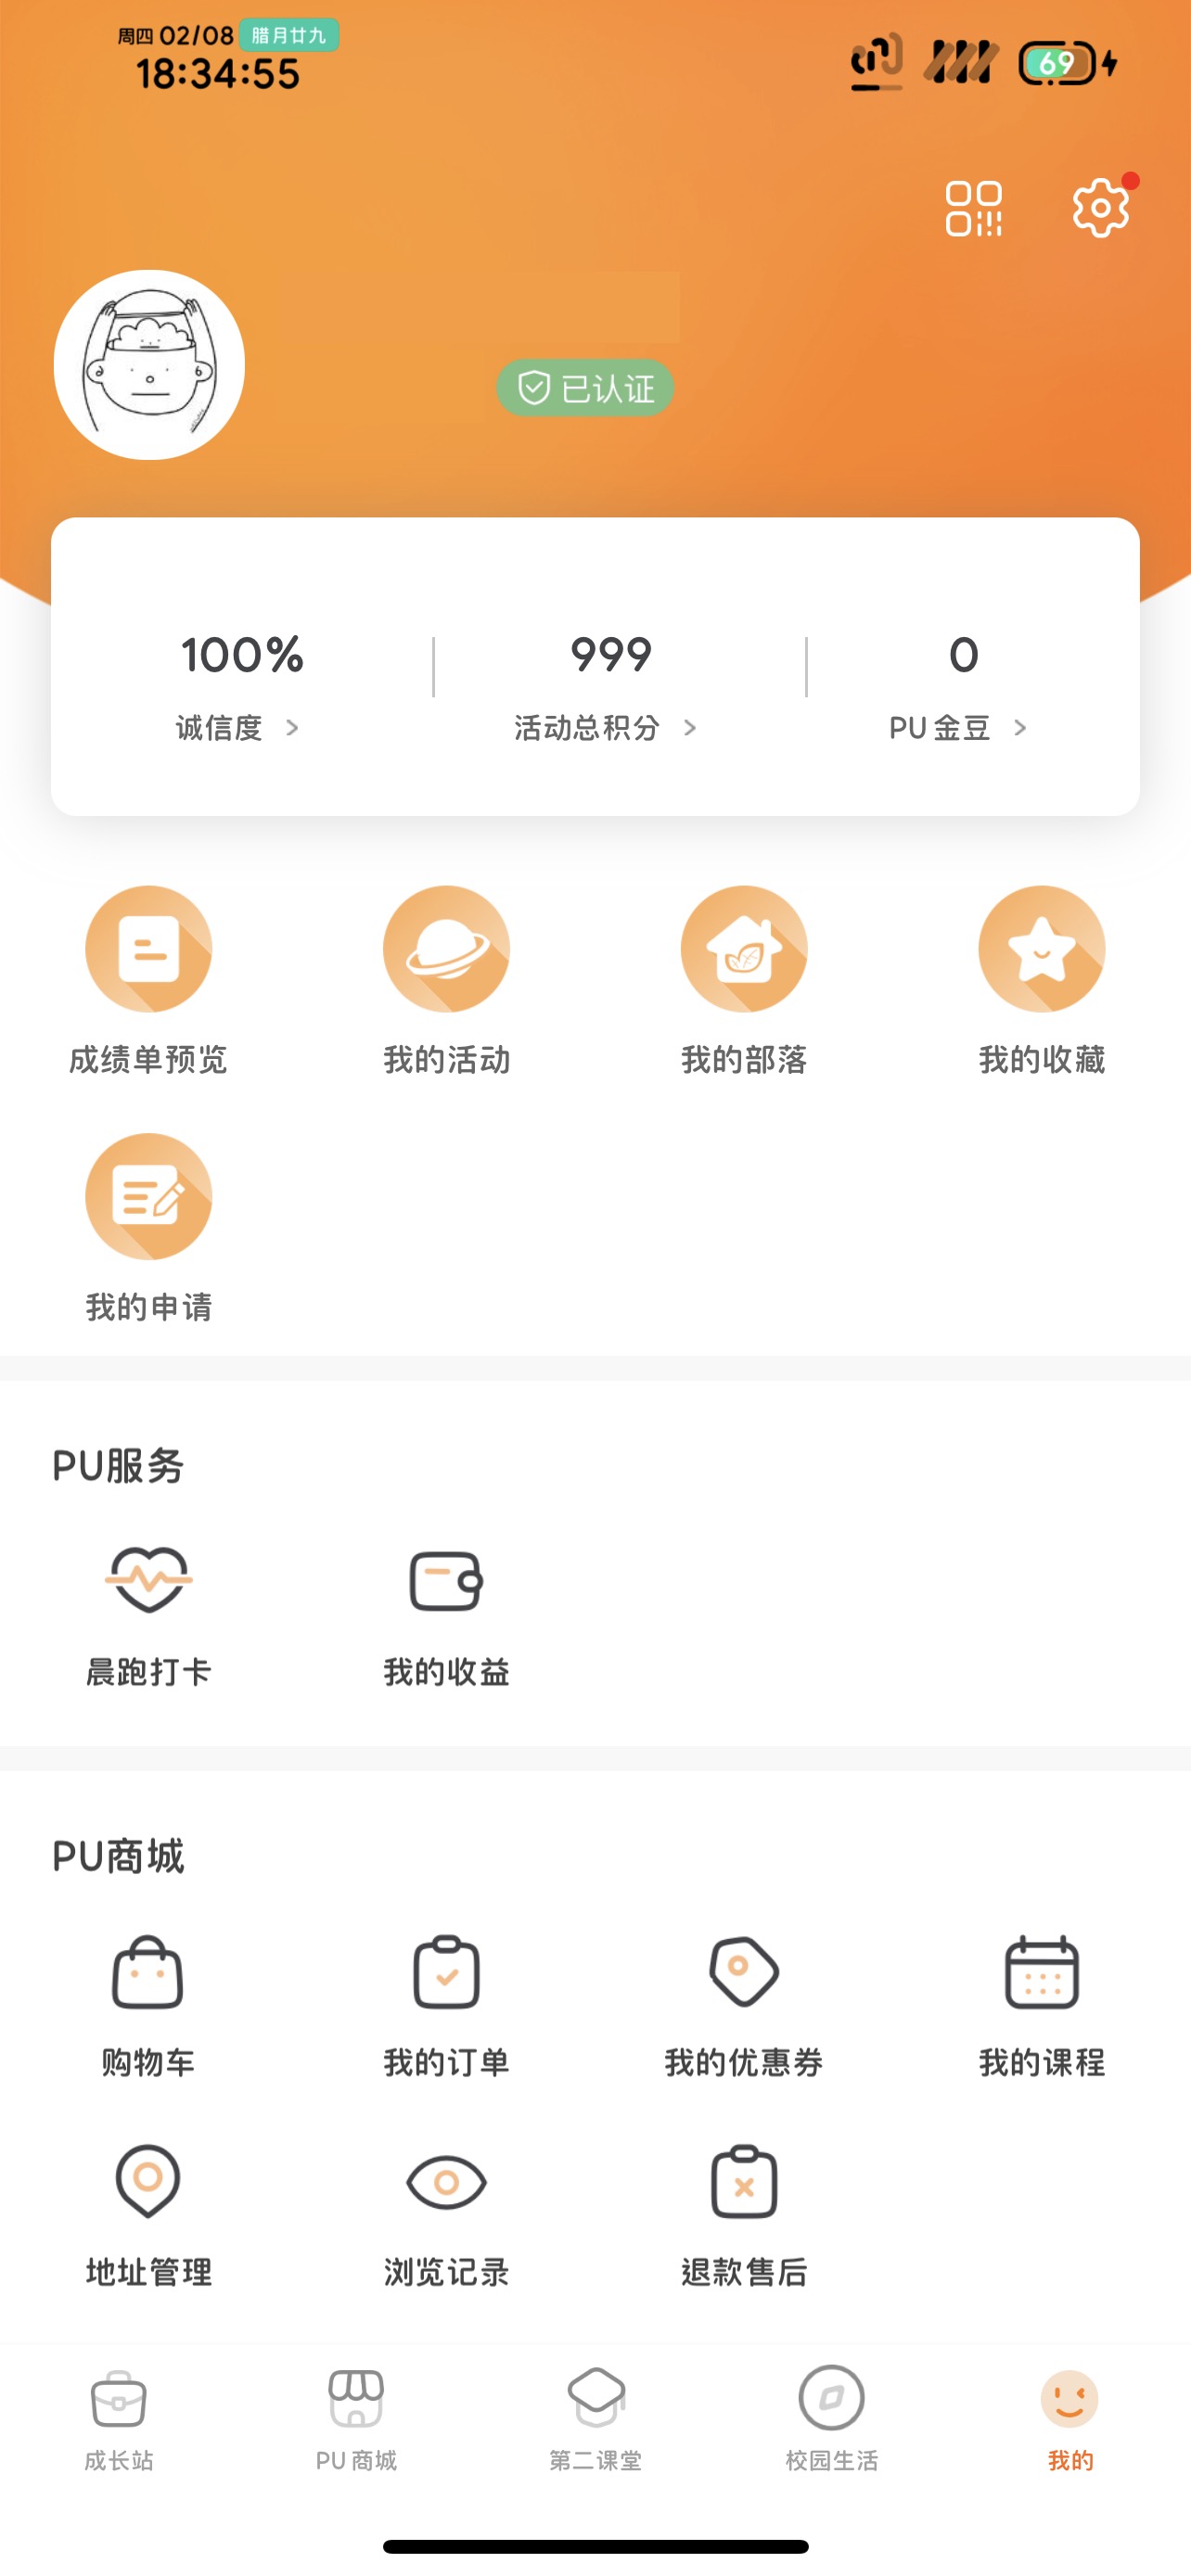 周四 02/08 腊月廿九
18:34:55
69
已认证
100% 999 0
诚信度 活动总积分 PU 金豆
成绩单预览 我的活动 我的部落 我的收藏
我的申请
PU服务
晨跑打卡 我的收益
PU商城
购物车 我的订单 我的优惠券 我的课程
地址管理 浏览记录 退款售后
成长站 PU 商城 第二课堂 校园生活 我的